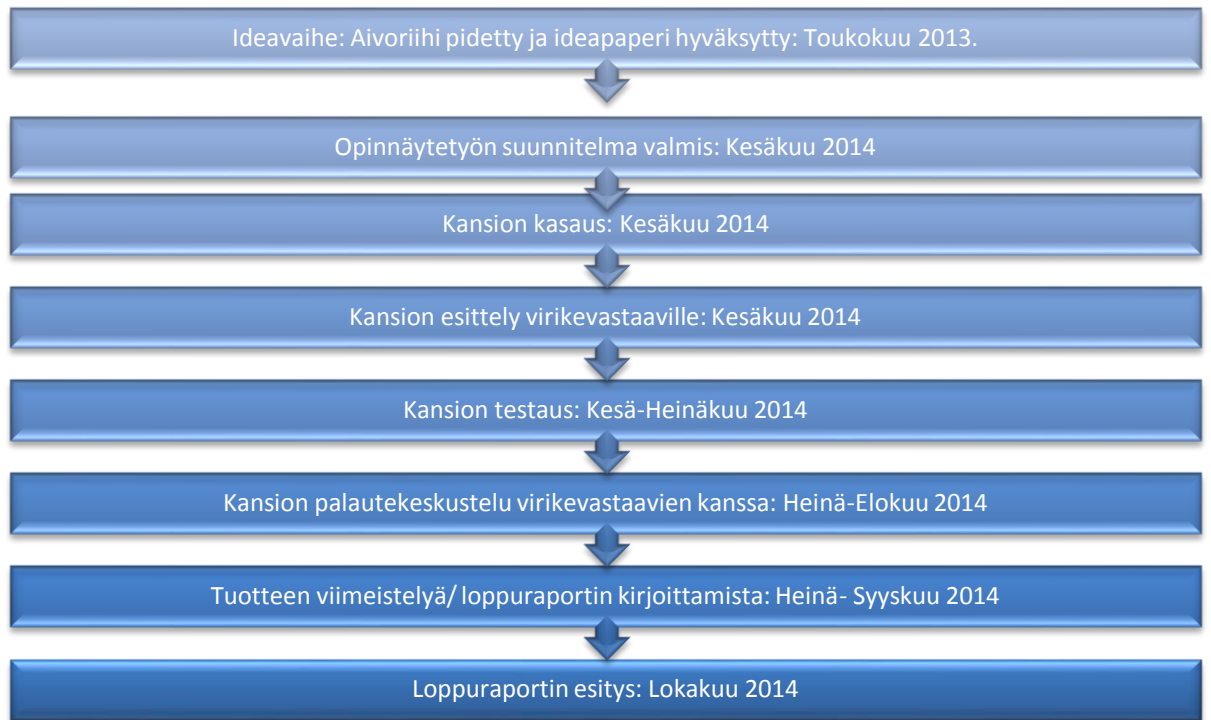 Ideavaihe: Aivoriihi pidetty ja ideapaperi hyväksytty: Toukokuu 2013.
Opinnäytetyön suunnitelma valmis: Kesäkuu 2014
Kansion kasaus: Kesäkuu 2014
Kansion esittely virikevastaaville: Kesäkuu 2014
Kansion testaus: Kesä-Heinäkuu 2014
Kansion palautekeskustelu virikevastaavien kanssa: Heinä-Elokuu 2014
Tuotteen viimeistelyä/ loppuraportin kirjoittamista: Heinä- Syyskuu 2014
Loppuraportin esitys: Lokakuu 2014